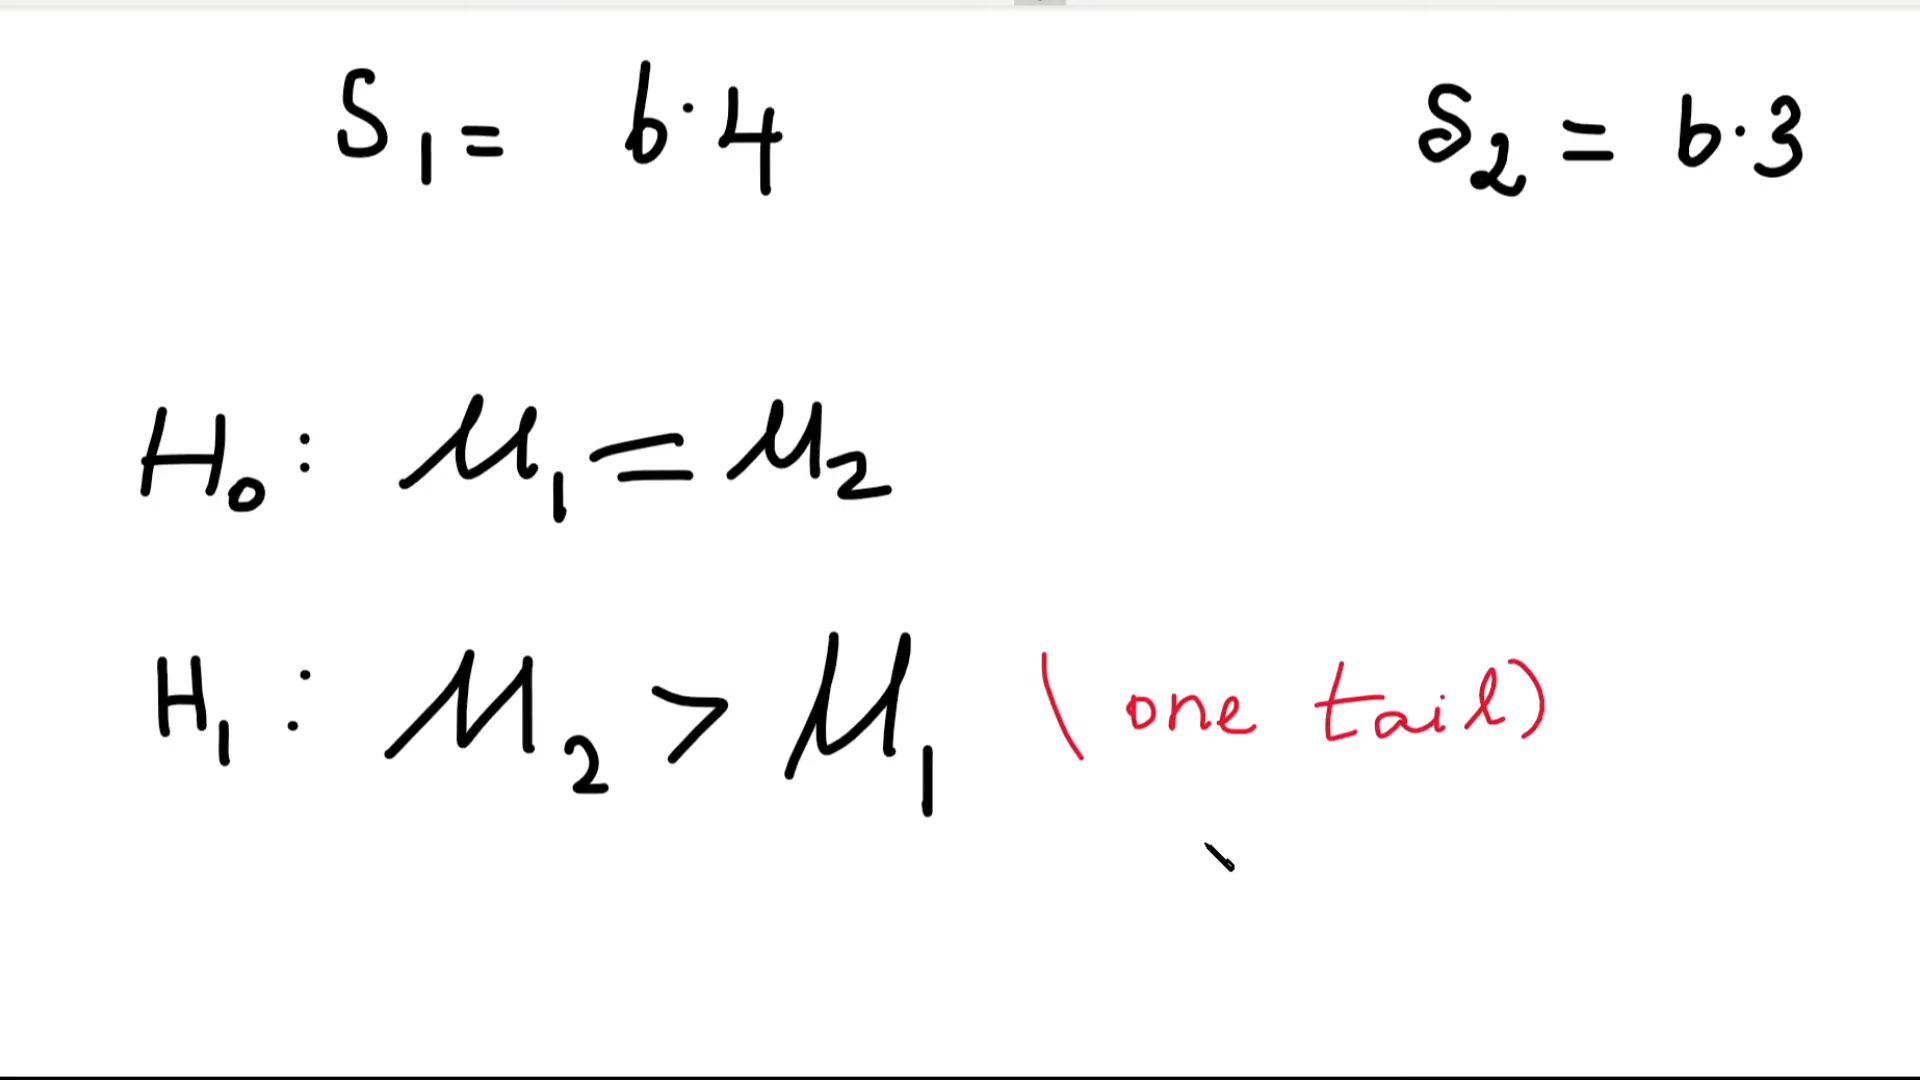 S₁ = 6.4 S₂ = 6.3
H₀ : μ₁ = μ₂
H₁ : μ₂ > μ₁ (one tail)